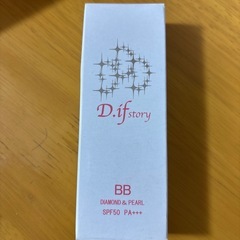 D.if story
BB
DIAMOND & PEARL
SPF50 PA+++